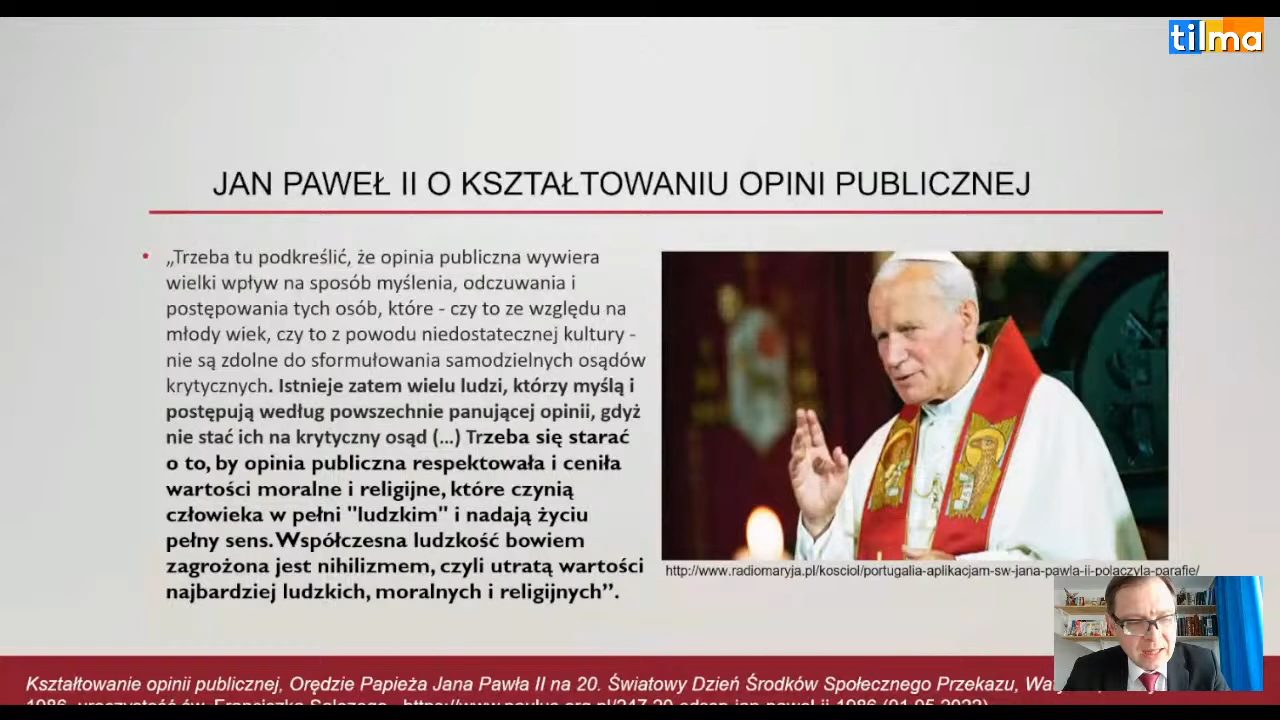 tilma
JAN PAWEŁ II O KSZTAŁTOWANIU OPINI PUBLICZNEJ
• „Trzeba tu podkreślić, że opinia publiczna wywiera
wielki wpływ na sposób myślenia, odczuwania i
postępowania tych osób, które - czy to ze względu na
młody wiek, czy to z powodu niedostatecznej kultury -
nie są zdolne do sformułowania samodzielnych osądów
krytycznych. Istnieje zatem wielu ludzi, którzy myślą i
postępują według powszechnie panującej opinii, gdyż
nie stać ich na krytyczny osąd (...) Trzeba się starać
o to, by opinia publiczna respektowała i ceniła
wartości moralne i religijne, które czynią
człowieka w pełni "ludzkim" i nadają życiu
pełny sens. Współczesna ludzkość bowiem
zagrożona jest nihilizmem, czyli utratą wartości
najbardziej ludzkich, moralnych i religijnych”.
http://www.radiomaryja.pl/kosciol/portugalia-aplikacjam-sw-jana-pawla-ii-polaczyla-parafie/
Kształtowanie opinii publicznej, Orędzie Papieża Jana Pawła II na 20. Światowy Dzień Środków Społecznego Przekazu,